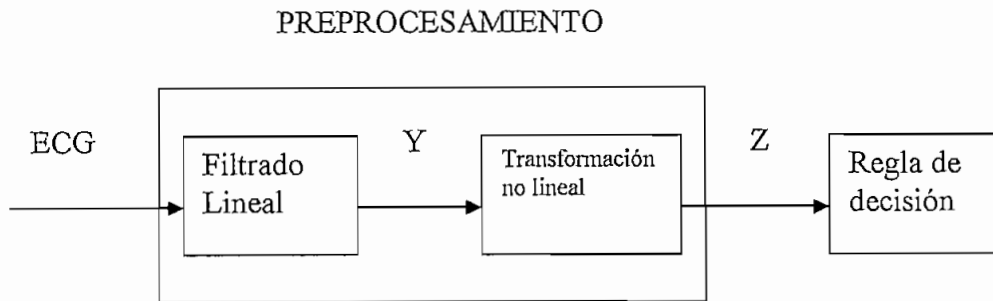 PREPROCESAMIENTO
ECG
Filtrado
Lineal
Y
Transformación
no lineal
Z
Regla de
decisión